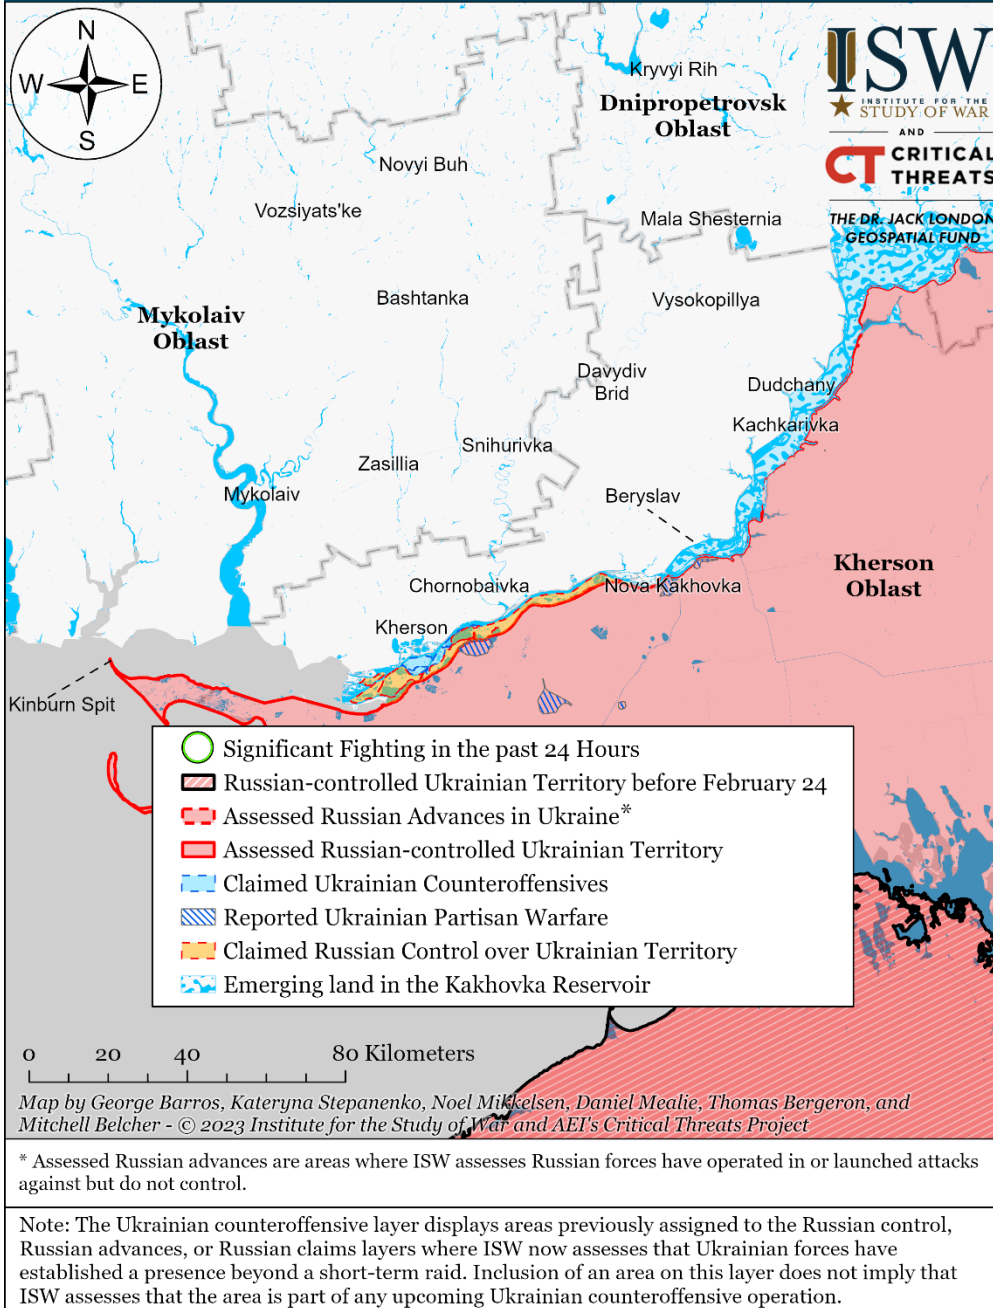 N
W E
S
ISW
INSTITUTE FOR THE
STUDY OF WAR
AND
CT CRITICAL
THREATS
THE DR. JACK LONDON
GEOSPATIAL FUND
Kryvyi Rih
Dnipropetrovsk
Oblast
Novyi Buh
Vozsiyats'ke
Mala Shesternia
Bashtanka
Vysokopillya
Mykolaiv
Oblast
Davydiv
Brid
Dudchany
Kachkarivka
Snihurivka
Zasillia
Mykolaiv
Beryslav
Kherson
Oblast
Chornobaivka
Nova Kakhovka
Kherson
Kinburn Spit
Significant Fighting in the past 24 Hours
Russian-controlled Ukrainian Territory before February 24
Assessed Russian Advances in Ukraine*
Assessed Russian-controlled Ukrainian Territory
Claimed Ukrainian Counteroffensives
Reported Ukrainian Partisan Warfare
Claimed Russian Control over Ukrainian Territory
Emerging land in the Kakhovka Reservoir
0 20 40 80 Kilometers
Map by George Barros, Kateryna Stepanenko, Noel Mikkelsen, Daniel Mealie, Thomas Bergeron, and
Mitchell Belcher - © 2023 Institute for the Study of War and AEI's Critical Threats Project
* Assessed Russian advances are areas where ISW assesses Russian forces have operated in or launched attacks
against but do not control.
Note: The Ukrainian counteroffensive layer displays areas previously assigned to the Russian control,
Russian advances, or Russian claims layers where ISW now assesses that Ukrainian forces have
established a presence beyond a short-term raid. Inclusion of an area on this layer does not imply that
ISW assesses that the area is part of any upcoming Ukrainian counteroffensive operation.